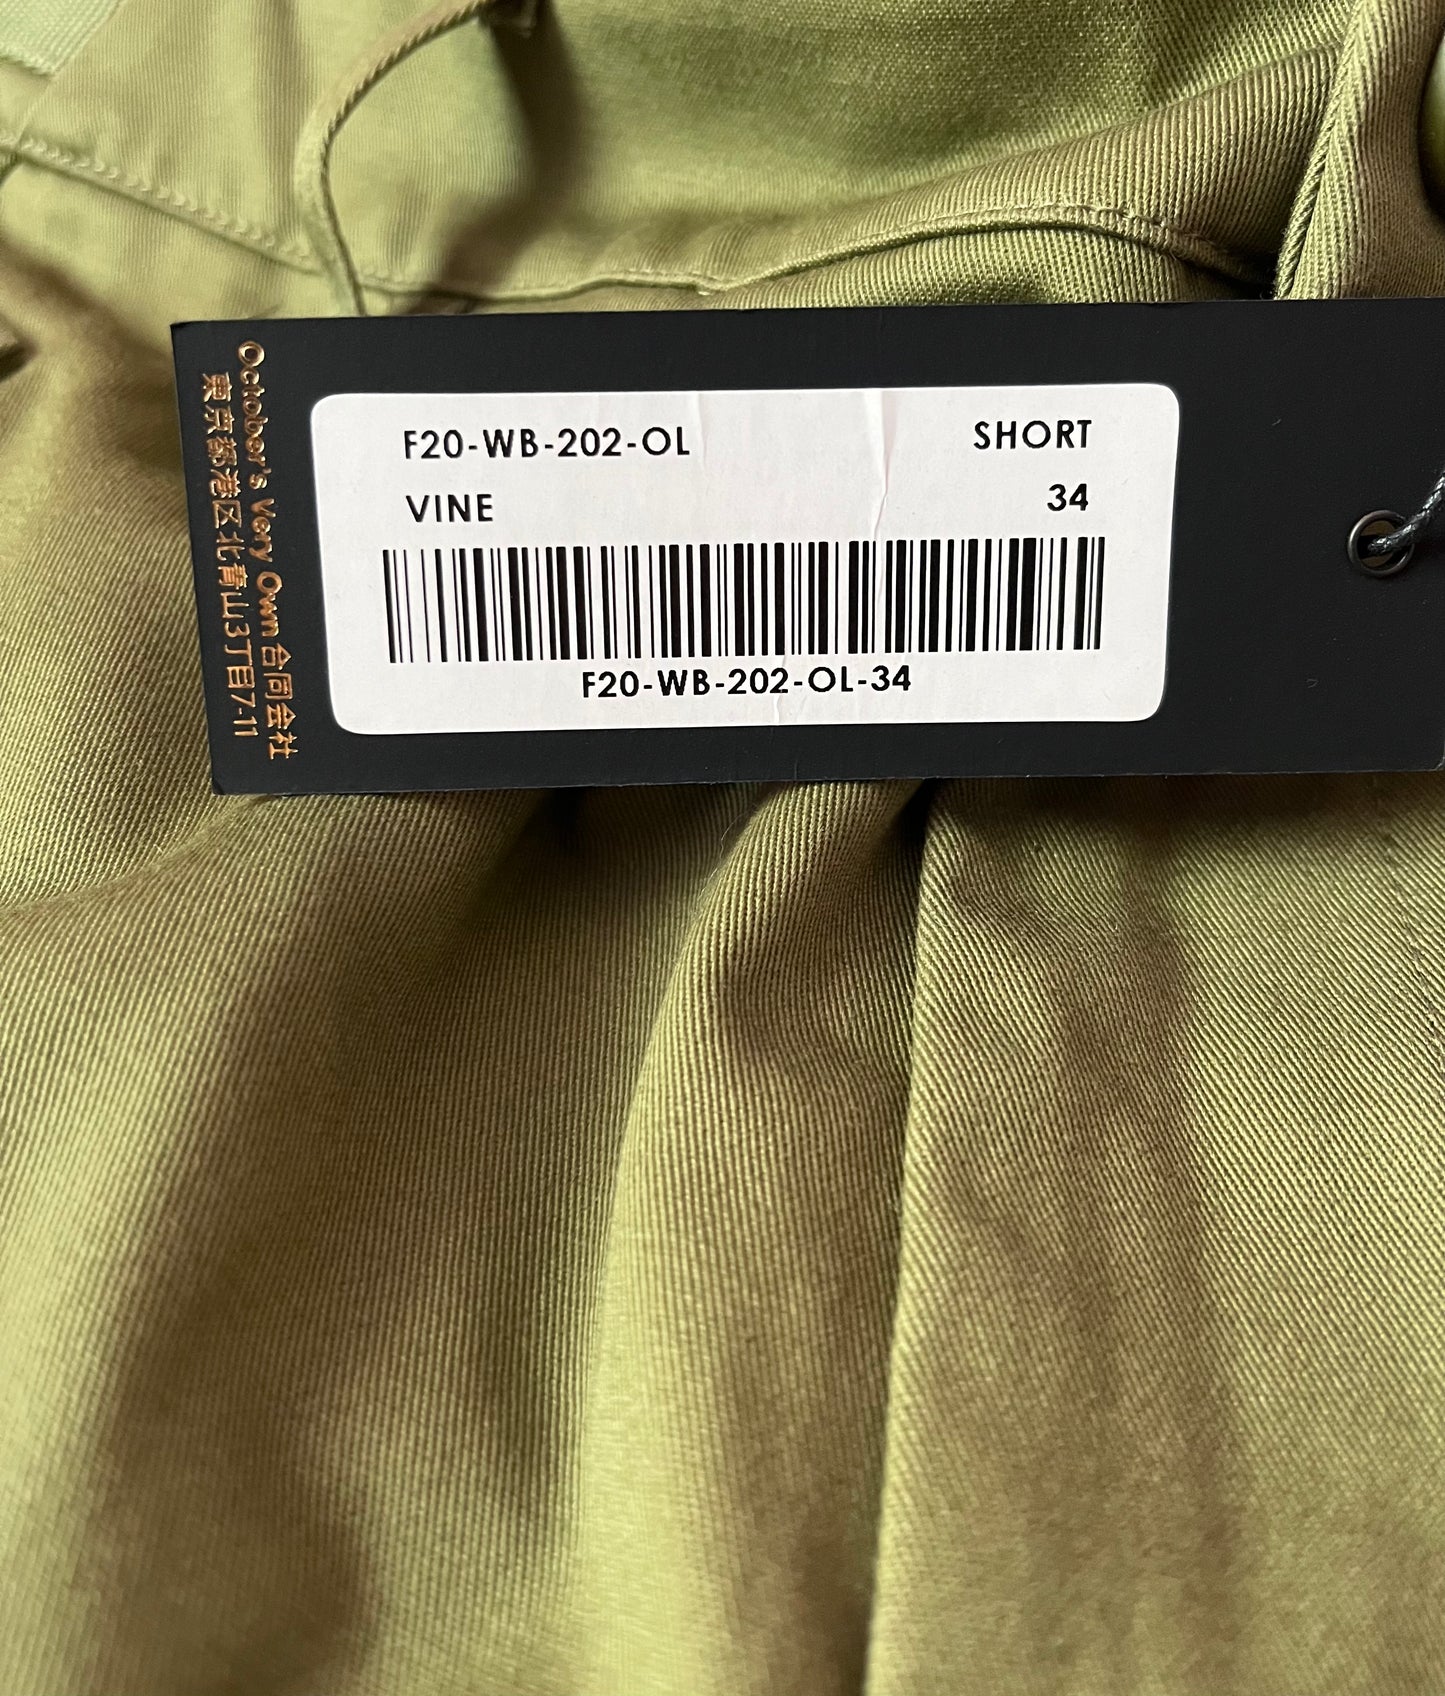 October's Very Own 合同会社
東京都港区北青山3丁目7-11
F20-WB-202-OL
SHORT
VINE
34
F20-WB-202-OL-34